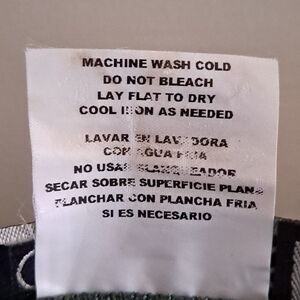 MACHINE WASH COLD
DO NOT BLEACH
LAY FLAT TO DRY
COOL IRON AS NEEDED
LAVAR EN LAVADORA
CON AGUA FRIA
NO USAR BLANQUEADOR
SECAR SOBRE SUPERFICIE PLANA
PLANCHAR CON PLANCHA FRIA
SI ES NECESARIO